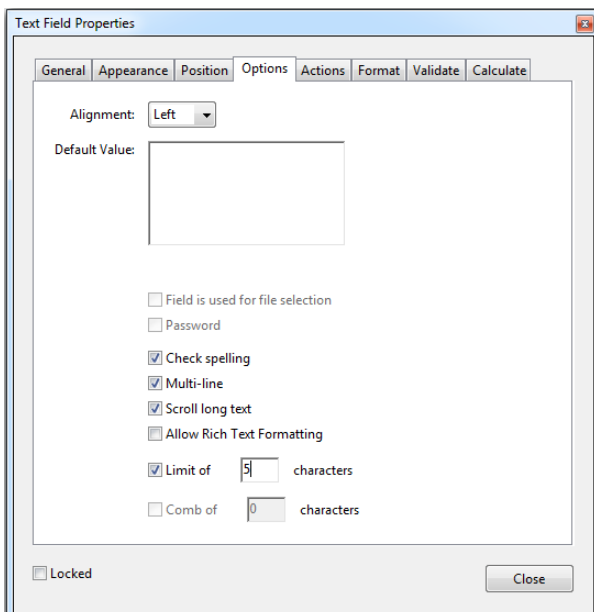 Text Field Properties
General Appearance Position Options Actions Format Validate Calculate
Alignment: Left
Default Value:
Field is used for file selection
Password
Check spelling
Multi-line
Scroll long text
Allow Rich Text Formatting
Limit of 5 characters
Comb of 0 characters
Locked
Close